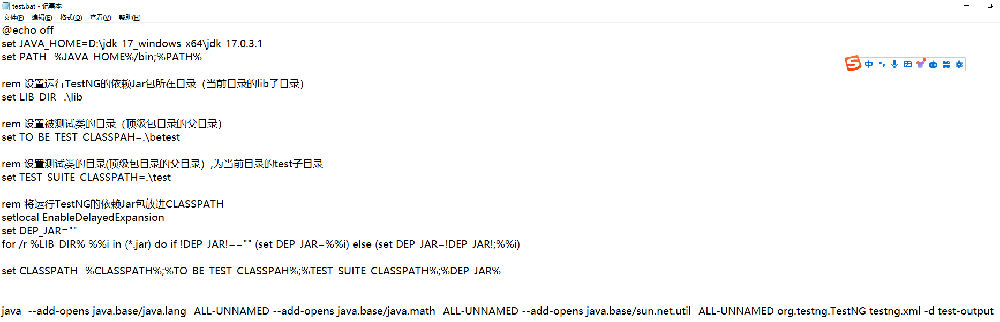 test.bat - 记事本
文件(F) 编辑(E) 格式(O) 查看(V) 帮助(H)
@echo off
set JAVA_HOME=D:\jdk-17_windows-x64\jdk-17.0.3.1
set PATH=%JAVA_HOME%/bin;%PATH%
S 中
rem 设置运行TestNG的依赖Jar包所在目录（当前目录的lib子目录）
set LIB_DIR=.\lib
rem 设置被测试类的目录（顶级包目录的父目录）
set TO_BE_TEST_CLASSPAH=.\betest
rem 设置测试类的目录(顶级包目录的父目录）,为当前目录的test子目录
set TEST_SUITE_CLASSPATH=.\test
rem 将运行TestNG的依赖Jar包放进CLASSPATH
setlocal EnableDelayedExpansion
set DEP_JAR=""
for /r %LIB_DIR% %%i in (*.jar) do if !DEP_JAR!=="" (set DEP_JAR=%%i) else (set DEP_JAR=!DEP_JAR!;%%i)
set CLASSPATH=%CLASSPATH%;%TO_BE_TEST_CLASSPAH%;%TEST_SUITE_CLASSPATH%;%DEP_JAR%
java  --add-opens java.base/java.lang=ALL-UNNAMED --add-opens java.base/java.math=ALL-UNNAMED --add-opens java.base/sun.net.util=ALL-UNNAMED org.testng.TestNG testng.xml -d test-output